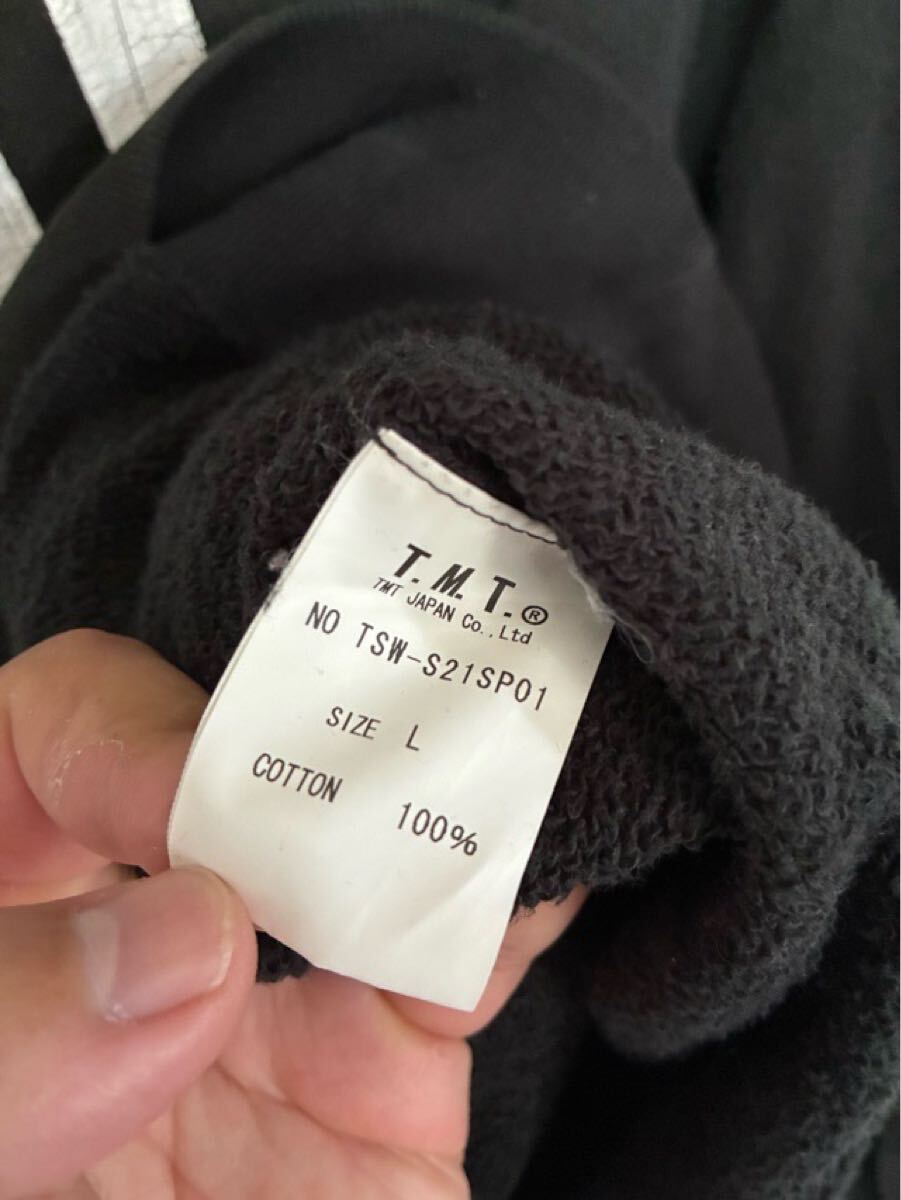 T.M.T.®
TMT JAPAN Co.,Ltd
NO TSW-S21SP01
SIZE L
COTTON 100%